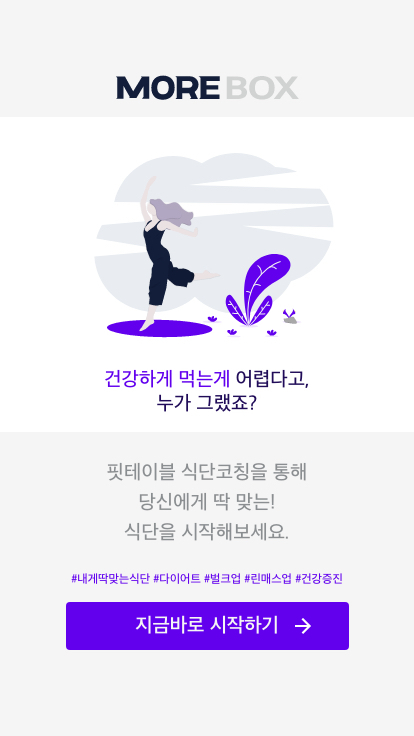 MORE BOX
건강하게 먹는게 어렵다고,
누가 그랬죠?
핏테이블 식단코칭을 통해
당신에게 딱 맞는!
식단을 시작해보세요.
#내게딱맞는식단 #다이어트 #벌크업 #린매스업 #건강증진
지금바로 시작하기